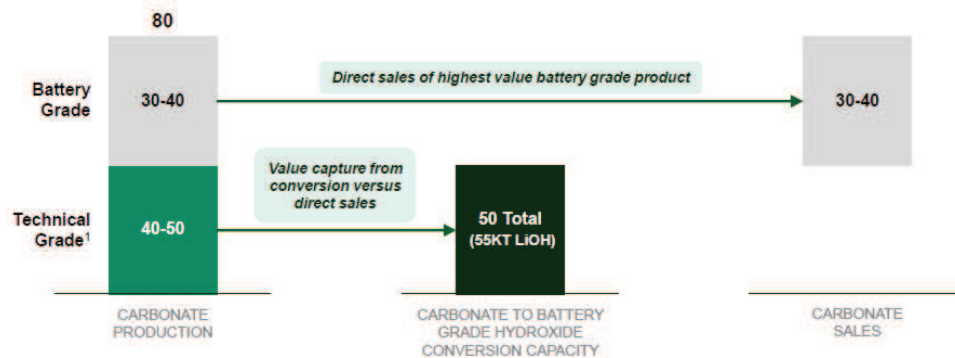 80
Battery
Grade
30-40
Direct sales of highest value battery grade product
30-40
Value capture from
conversion versus
direct sales
Technical
Grade¹
40-50
50 Total
(55KT LiOH)
CARBONATE
PRODUCTION
CARBONATE TO BATTERY
GRADE HYDROXIDE
CONVERSION CAPACITY
CARBONATE
SALES